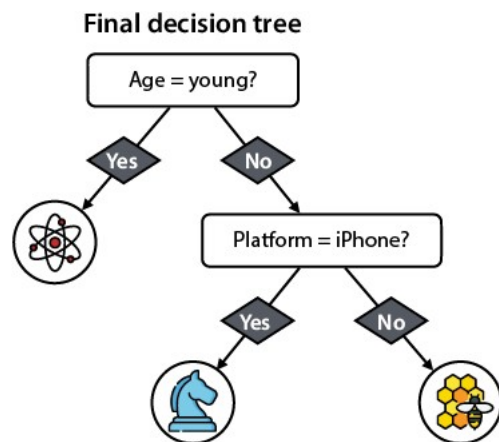 Final decision tree
Age = young?
Yes
No
Platform = iPhone?
Yes
No